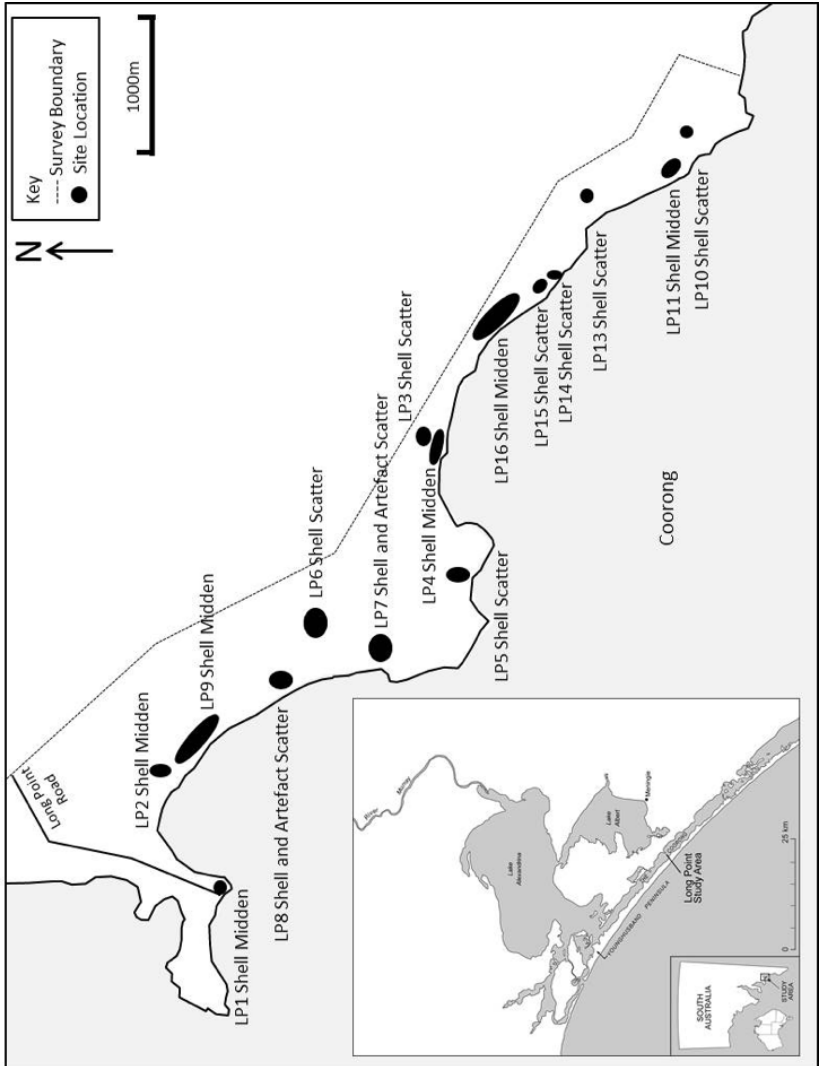 Key
Survey Boundary
Site Location
N
1000m
Long Point
Road
LP2 Shell Midden
LP9 Shell Midden
LP1 Shell Midden
LP8 Shell and Artefact Scatter
LP6 Shell Scatter
LP7 Shell and Artefact Scatter
LP3 Shell Scatter
LP4 Shell Midden
LP5 Shell Scatter
LP16 Shell Midden
LP15 Shell Scatter
LP14 Shell Scatter
LP13 Shell Scatter
LP11 Shell Midden
LP10 Shell Scatter
Coorong
River
Murray
Lake
Alexandrina
Lake
Albert
Meningie
COORONG
YOUNGHUSBAND PENINSULA
Long Point
Study Area
0
25 km
SOUTH
AUSTRALIA
STUDY
AREA